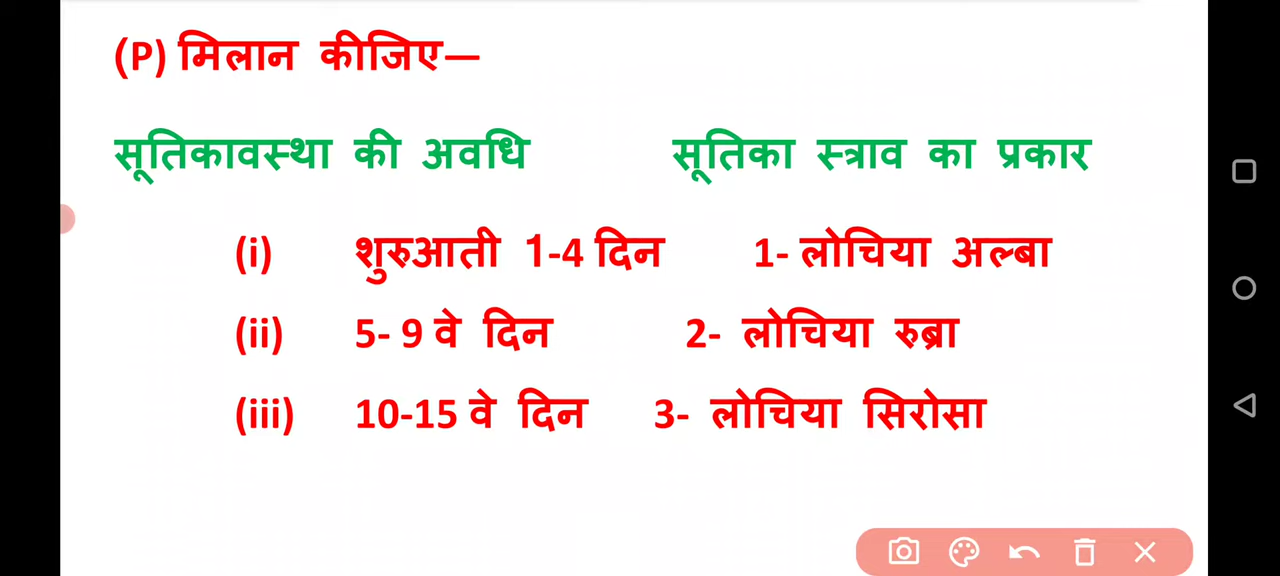 (P) मिलान कीजिए—
सूतिकावस्था की अवधि सूतिका स्त्राव का प्रकार
(i) शुरुआती 1-4 दिन 1- लोचिया अल्बा
(ii) 5- 9 वे दिन 2- लोचिया रुब्रा
(iii) 10-15 वे दिन 3- लोचिया सिरोसा